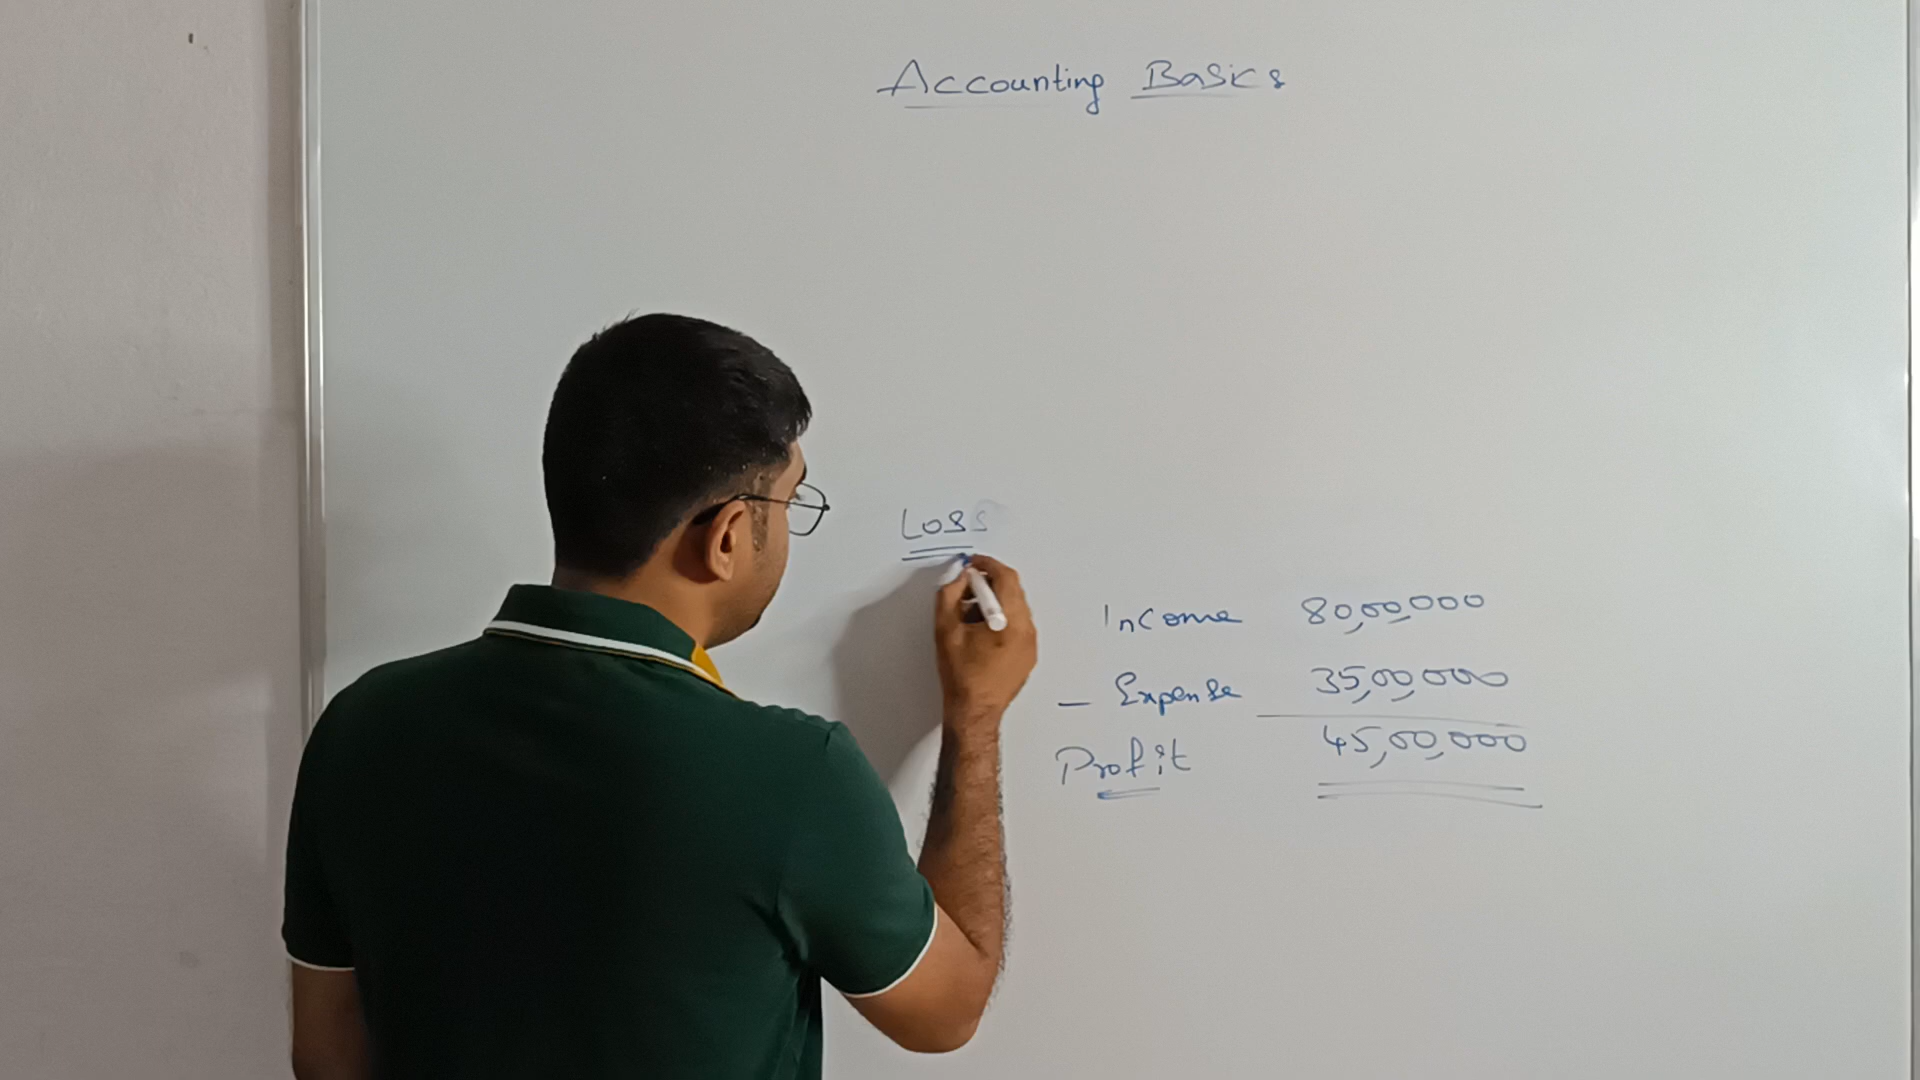 Accounting Basics
Loss
Income 80,00,000
- Expense 35,00,000
Profit 45,00,000